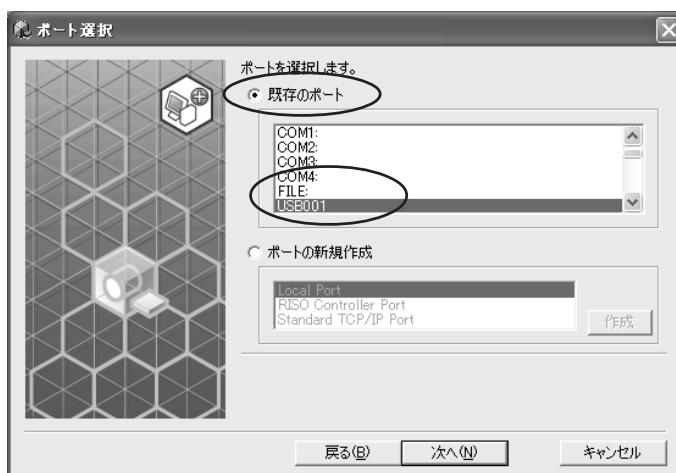 ポート選択
ポートを選択します。
既存のポート
COM1:
COM2:
COM3:
COM4:
FILE:
USB001
ポートの新規作成
Local Port
RISO Controller Port
Standard TCP/IP Port
作成
戻る(B)
次へ(N)
キャンセル